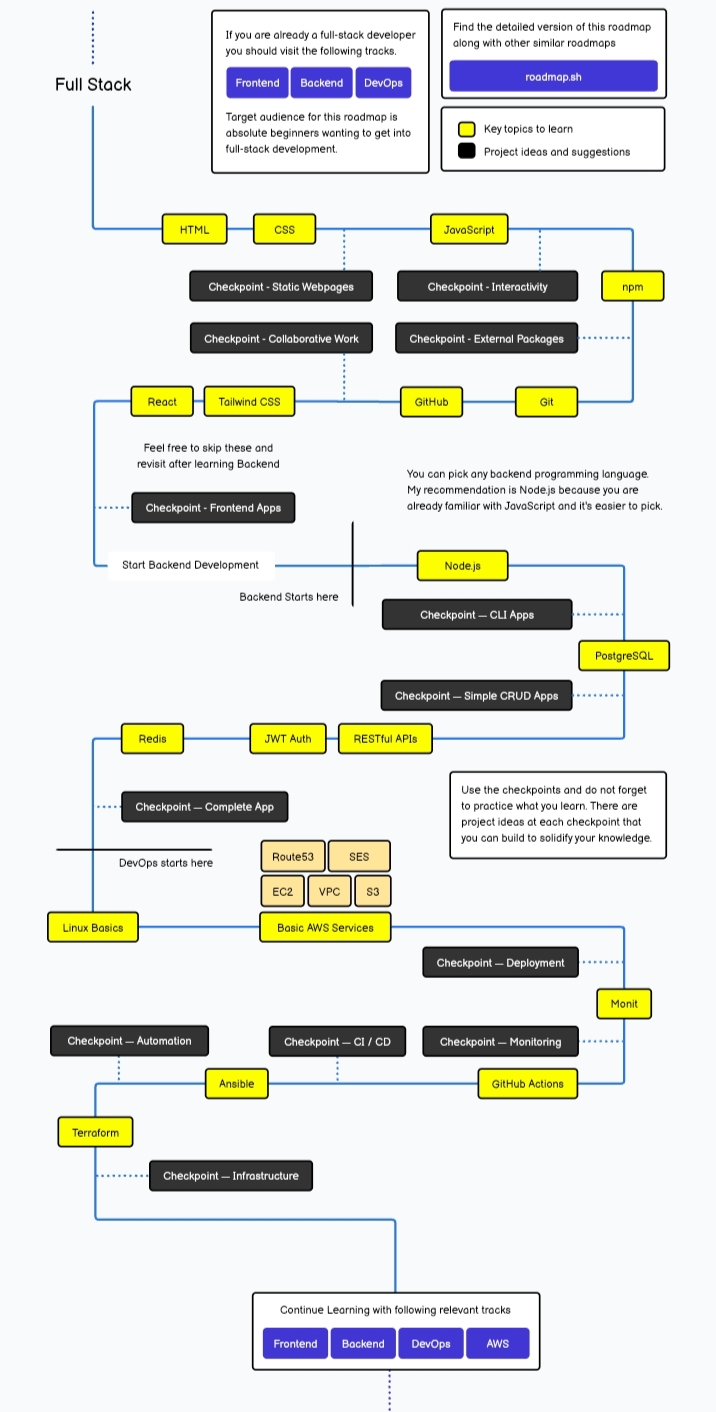 If you are already a full-stack developer
you should visit the following tracks.
Frontend Backend DevOps
Target audience for this roadmap is
absolute beginners wanting to get into
full-stack development.
Find the detailed version of this roadmap
along with other similar roadmaps
roadmap.sh
Key topics to learn
Project ideas and suggestions
Full Stack
HTML CSS JavaScript
Checkpoint - Static Webpages Checkpoint - Interactivity npm
Checkpoint - Collaborative Work Checkpoint - External Packages
React Tailwind CSS GitHub Git
Feel free to skip these and
revisit after learning Backend
You can pick any backend programming language.
My recommendation is Node.js because you are
already familiar with JavaScript and it's easier to pick.
Checkpoint - Frontend Apps
Start Backend Development Node.js
Backend Starts here
Checkpoint — CLI Apps
PostgreSQL
Checkpoint — Simple CRUD Apps
Redis JWT Auth RESTful APIs
Use the checkpoints and do not forget
to practice what you learn. There are
project ideas at each checkpoint that
you can build to solidify your knowledge.
Checkpoint — Complete App
DevOps starts here
Route53 SES
EC2 VPC S3
Linux Basics Basic AWS Services
Checkpoint — Deployment
Monit
Checkpoint — Automation Checkpoint — CI / CD Checkpoint — Monitoring
Ansible GitHub Actions
Terraform
Checkpoint — Infrastructure
Continue Learning with following relevant tracks
Frontend Backend DevOps AWS